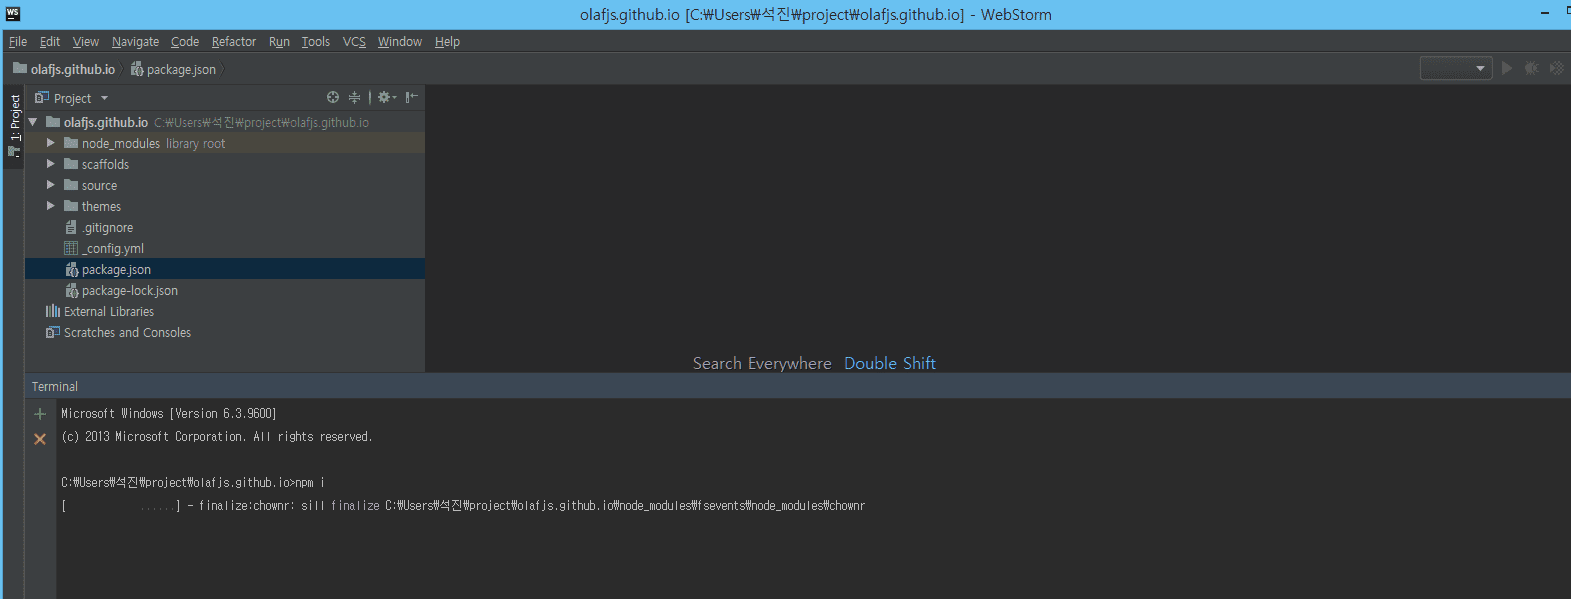 WS
olafjs.github.io [C:₩Users₩석진₩project₩olafjs.github.io] - WebStorm
File Edit View Navigate Code Refactor Run Tools VCS Window Help
olafjs.github.io package.json
1: Project
Project
olafjs.github.io C:₩Users₩석진₩project₩olafjs.github.io
node_modules library root
scaffolds
source
themes
.gitignore
_config.yml
package.json
package-lock.json
External Libraries
Scratches and Consoles
Search Everywhere Double Shift
Terminal
Microsoft Windows [Version 6.3.9600]
(c) 2013 Microsoft Corporation. All rights reserved.
C:₩Users₩석진₩project₩olafjs.github.io>npm i
[ ......] - finalize:chownr: sill finalize C:₩Users₩석진₩project₩olafjs.github.io₩node_modules₩fsevents₩node_modules₩chownr